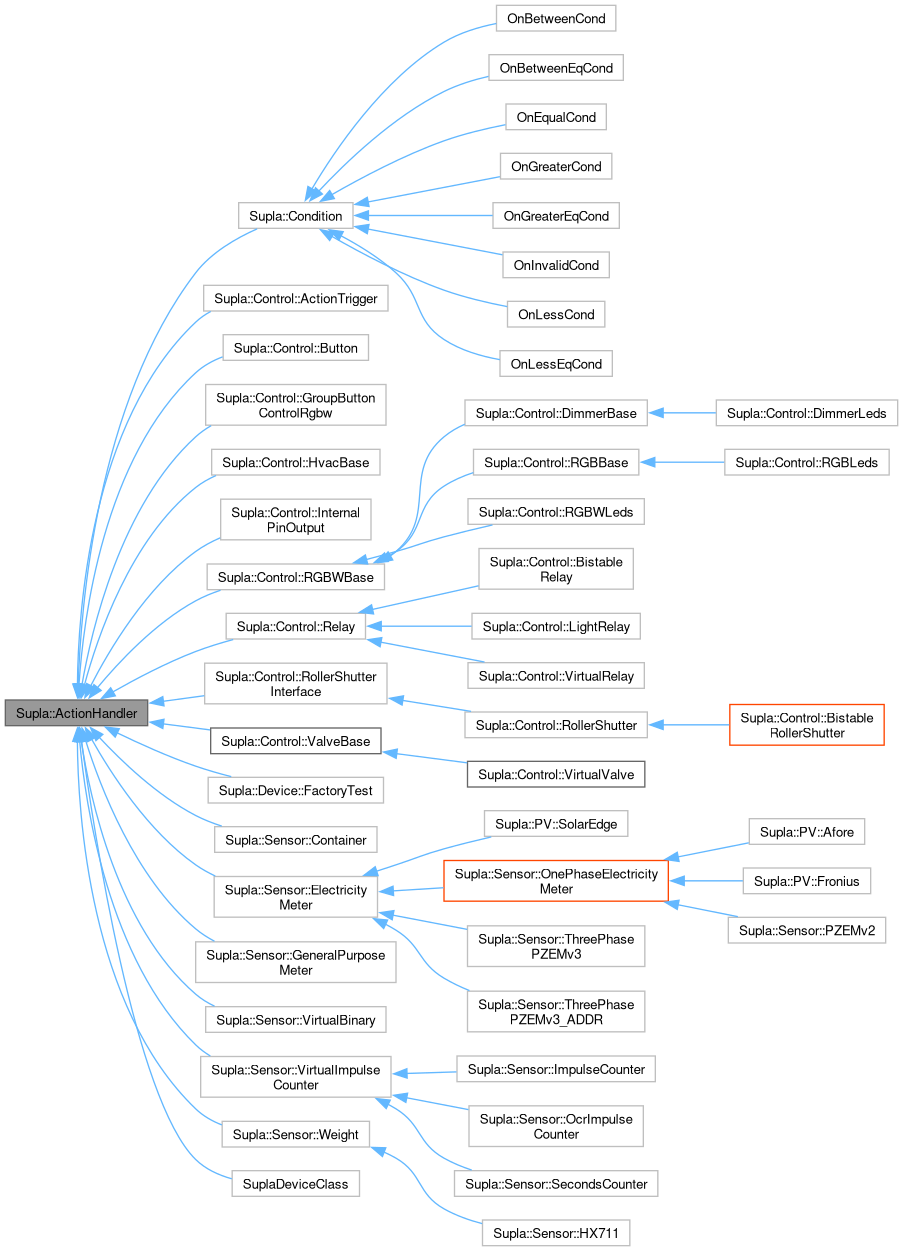 OnBetweenCond
OnBetweenEqCond
OnEqualCond
OnGreaterCond
Supla::Condition
OnGreaterEqCond
OnInvalidCond
OnLessCond
OnLessEqCond
Supla::Control::ActionTrigger
Supla::Control::Button
Supla::Control::GroupButton
ControlRgbw
Supla::Control::DimmerBase
Supla::Control::DimmerLeds
Supla::Control::HvacBase
Supla::Control::RGBBase
Supla::Control::RGBLeds
Supla::Control::Internal
PinOutput
Supla::Control::RGBWLeds
Supla::Control::RGBWBase
Supla::Control::Bistable
Relay
Supla::Control::Relay
Supla::Control::LightRelay
Supla::Control::VirtualRelay
Supla::Control::RollerShutter
Interface
Supla::ActionHandler
Supla::Control::RollerShutter
Supla::Control::Bistable
RollerShutter
Supla::Control::ValveBase
Supla::Control::VirtualValve
Supla::Device::FactoryTest
Supla::Sensor::Container
Supla::PV::SolarEdge
Supla::PV::Afore
Supla::Sensor::Electricity
Meter
Supla::Sensor::OnePhaseElectricity
Meter
Supla::PV::Fronius
Supla::Sensor::PZEMv2
Supla::Sensor::ThreePhase
PZEMv3
Supla::Sensor::GeneralPurpose
Meter
Supla::Sensor::ThreePhase
PZEMv3_ADDR
Supla::Sensor::VirtualBinary
Supla::Sensor::VirtualImpulse
Counter
Supla::Sensor::ImpulseCounter
Supla::Sensor::OcrImpulse
Counter
Supla::Sensor::Weight
Supla::Sensor::SecondsCounter
SuplaDeviceClass
Supla::Sensor::HX711